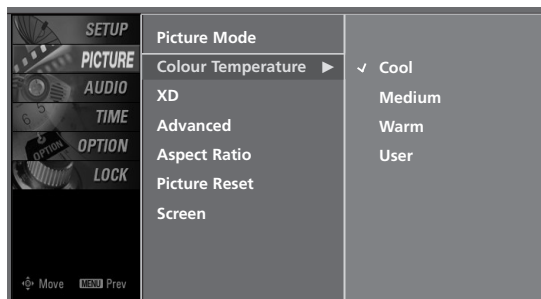 SETUP
PICTURE
AUDIO
TIME
OPTION
LOCK
Move MENU Prev
Picture Mode
Colour Temperature
XD
Advanced
Aspect Ratio
Picture Reset
Screen
Cool
Medium
Warm
User